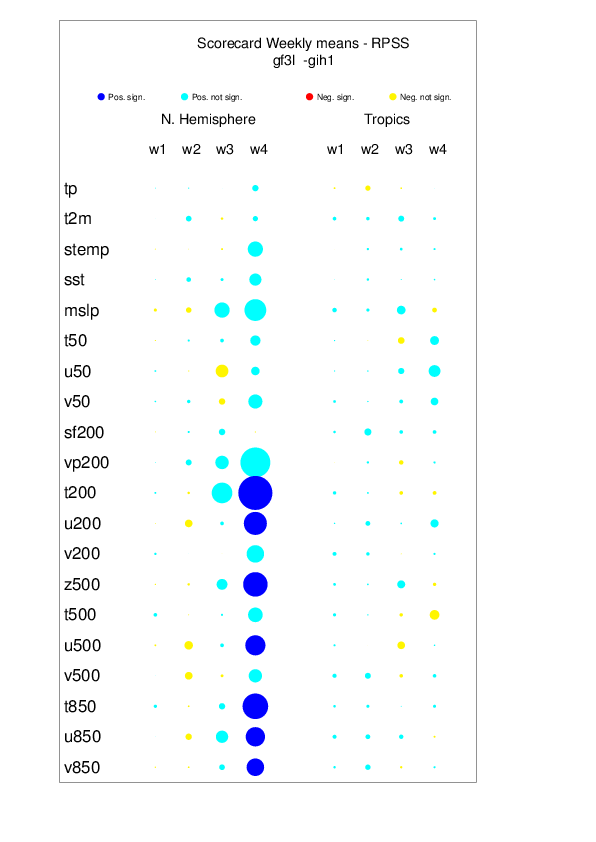 Scorecard Weekly means - RPSS
gf3l -gih1
Pos. sign. Pos. not sign. Neg. sign. Neg. not sign.
N. Hemisphere Tropics
w1 w2 w3 w4 w1 w2 w3 w4
tp
t2m
stemp
sst
mslp
t50
u50
v50
sf200
vp200
t200
u200
v200
z500
t500
u500
v500
t850
u850
v850